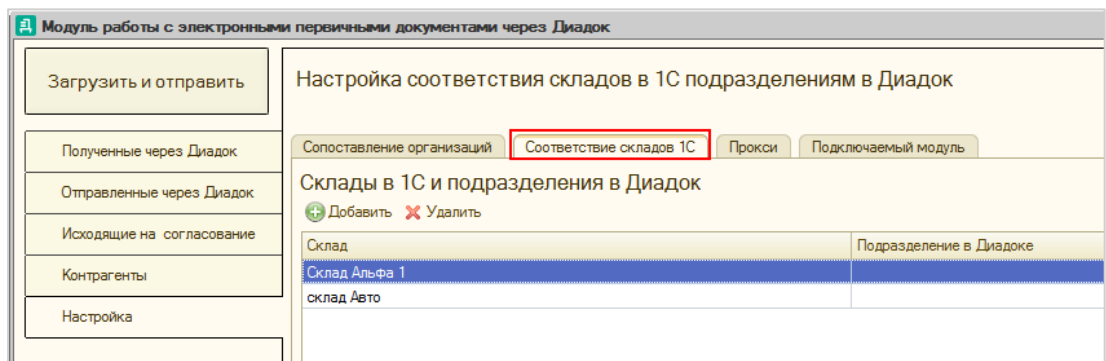 Модуль работы с электронными первичными документами через Диадок
Загрузить и отправить
Настройка соответствия складов в 1С подразделениям в Диадок
Сопоставление организаций
Соответствие складов 1С
Прокси
Подключаемый модуль
Полученные через Диадок
Отправленные через Диадок
Исходящие на согласование
Контрагенты
Настройка
Склады в 1С и подразделения в Диадок
Добавить
Удалить
Склад
Подразделение в Диадоке
Склад Альфа 1
склад Авто